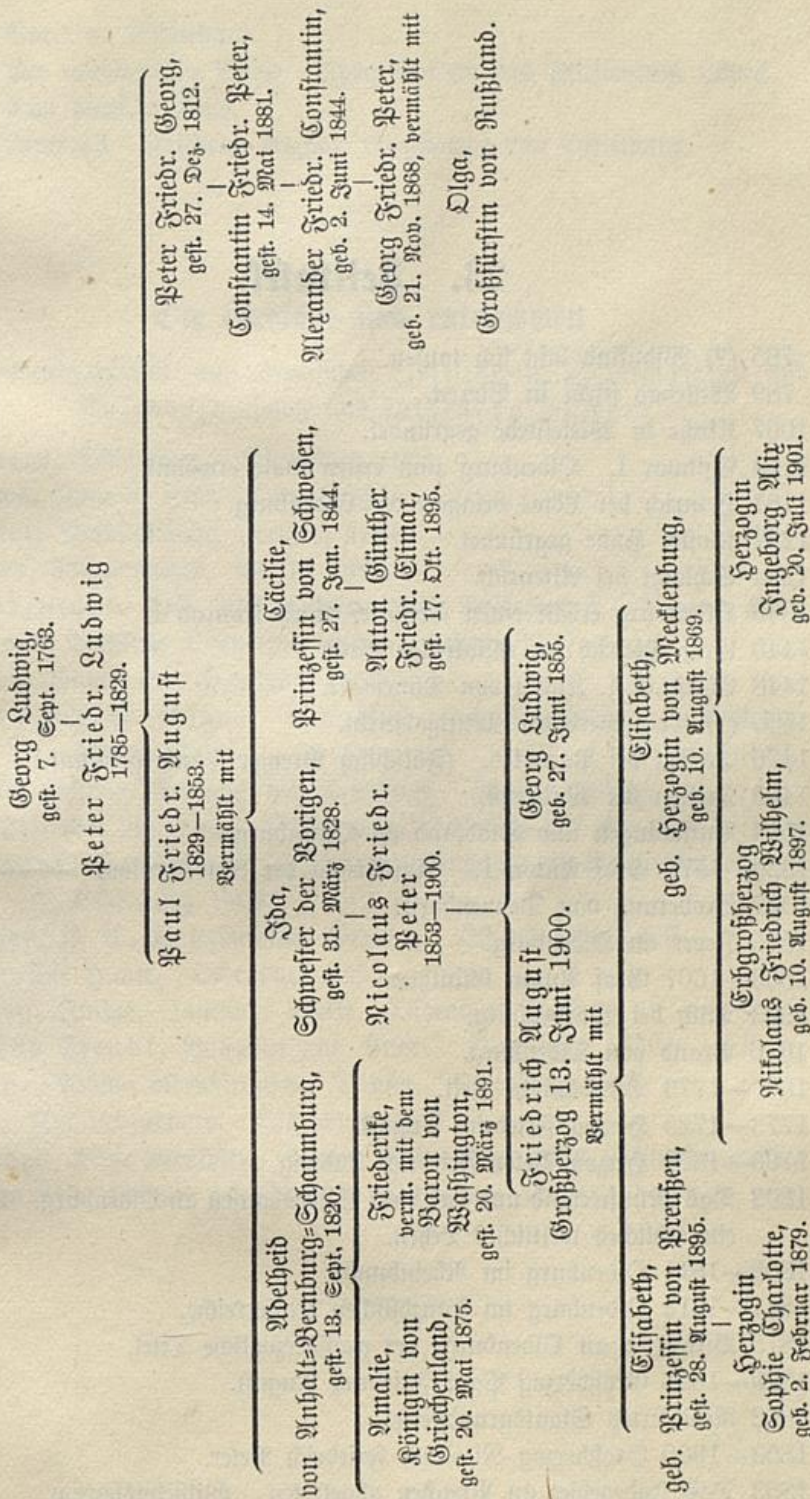 Georg Ludwig,
gest. 7. Sept. 1763.
Peter Friedr. Ludwig
1785—1829.
Paul Friedr. August
1829—1853.
Vermählt mit
Peter Friedr. Georg,
gest. 27. Dez. 1812.
Constantin Friedr. Peter,
gest. 14. Mai 1881.
Alexander Friedr. Constantin,
geb. 2. Juni 1844.
Georg Friedr. Peter,
geb. 21. Nov. 1868, vermählt mit
Olga,
Großfürstin von Rußland.
Adelheid
von Anhalt=Bernburg=Schaumburg,
gest. 13. Sept. 1820.
Ida,
Schwester der Vorigen,
gest. 31. März 1828.
Cäcilie,
Prinzessin von Schweden,
gest. 27. Jan. 1844.
Amalie,
Königin von
Griechenland,
gest. 20. Mai 1875.
Friederike,
verm. mit dem
Baron von
Washington,
gest. 20. März 1891.
Nicolaus Friedr.
Peter
1853—1900.
Anton Günther
Friedr. Elimar,
gest. 17. Okt. 1895.
Friedrich August
Großherzog 13. Juni 1900.
Vermählt mit
Georg Ludwig,
geb. 27. Juni 1855.
Elisabeth,
geb. Prinzessin von Preußen,
gest. 28. August 1895.
Elisabeth,
geb. Herzogin von Mecklenburg,
geb. 10. August 1869.
Herzogin
Sophie Charlotte,
geb. 2. Februar 1879.
Erbgroßherzog
Nikolaus Friedrich Wilhelm,
geb. 10. August 1897.
Herzogin
Ingeborg Alix
geb. 20. Juli 1901.